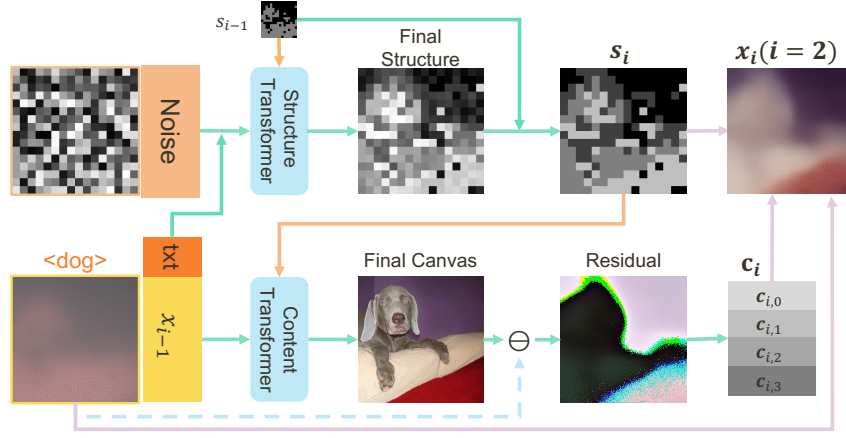 s_{i-1}
Final
Structure
s_i
x_i(i = 2)
Noise
Structure
Transformer
<dog>
txt
x_{i-1}
Content
Transformer
Final Canvas
Residual
c_i
c_{i,0}
c_{i,1}
c_{i,2}
c_{i,3}